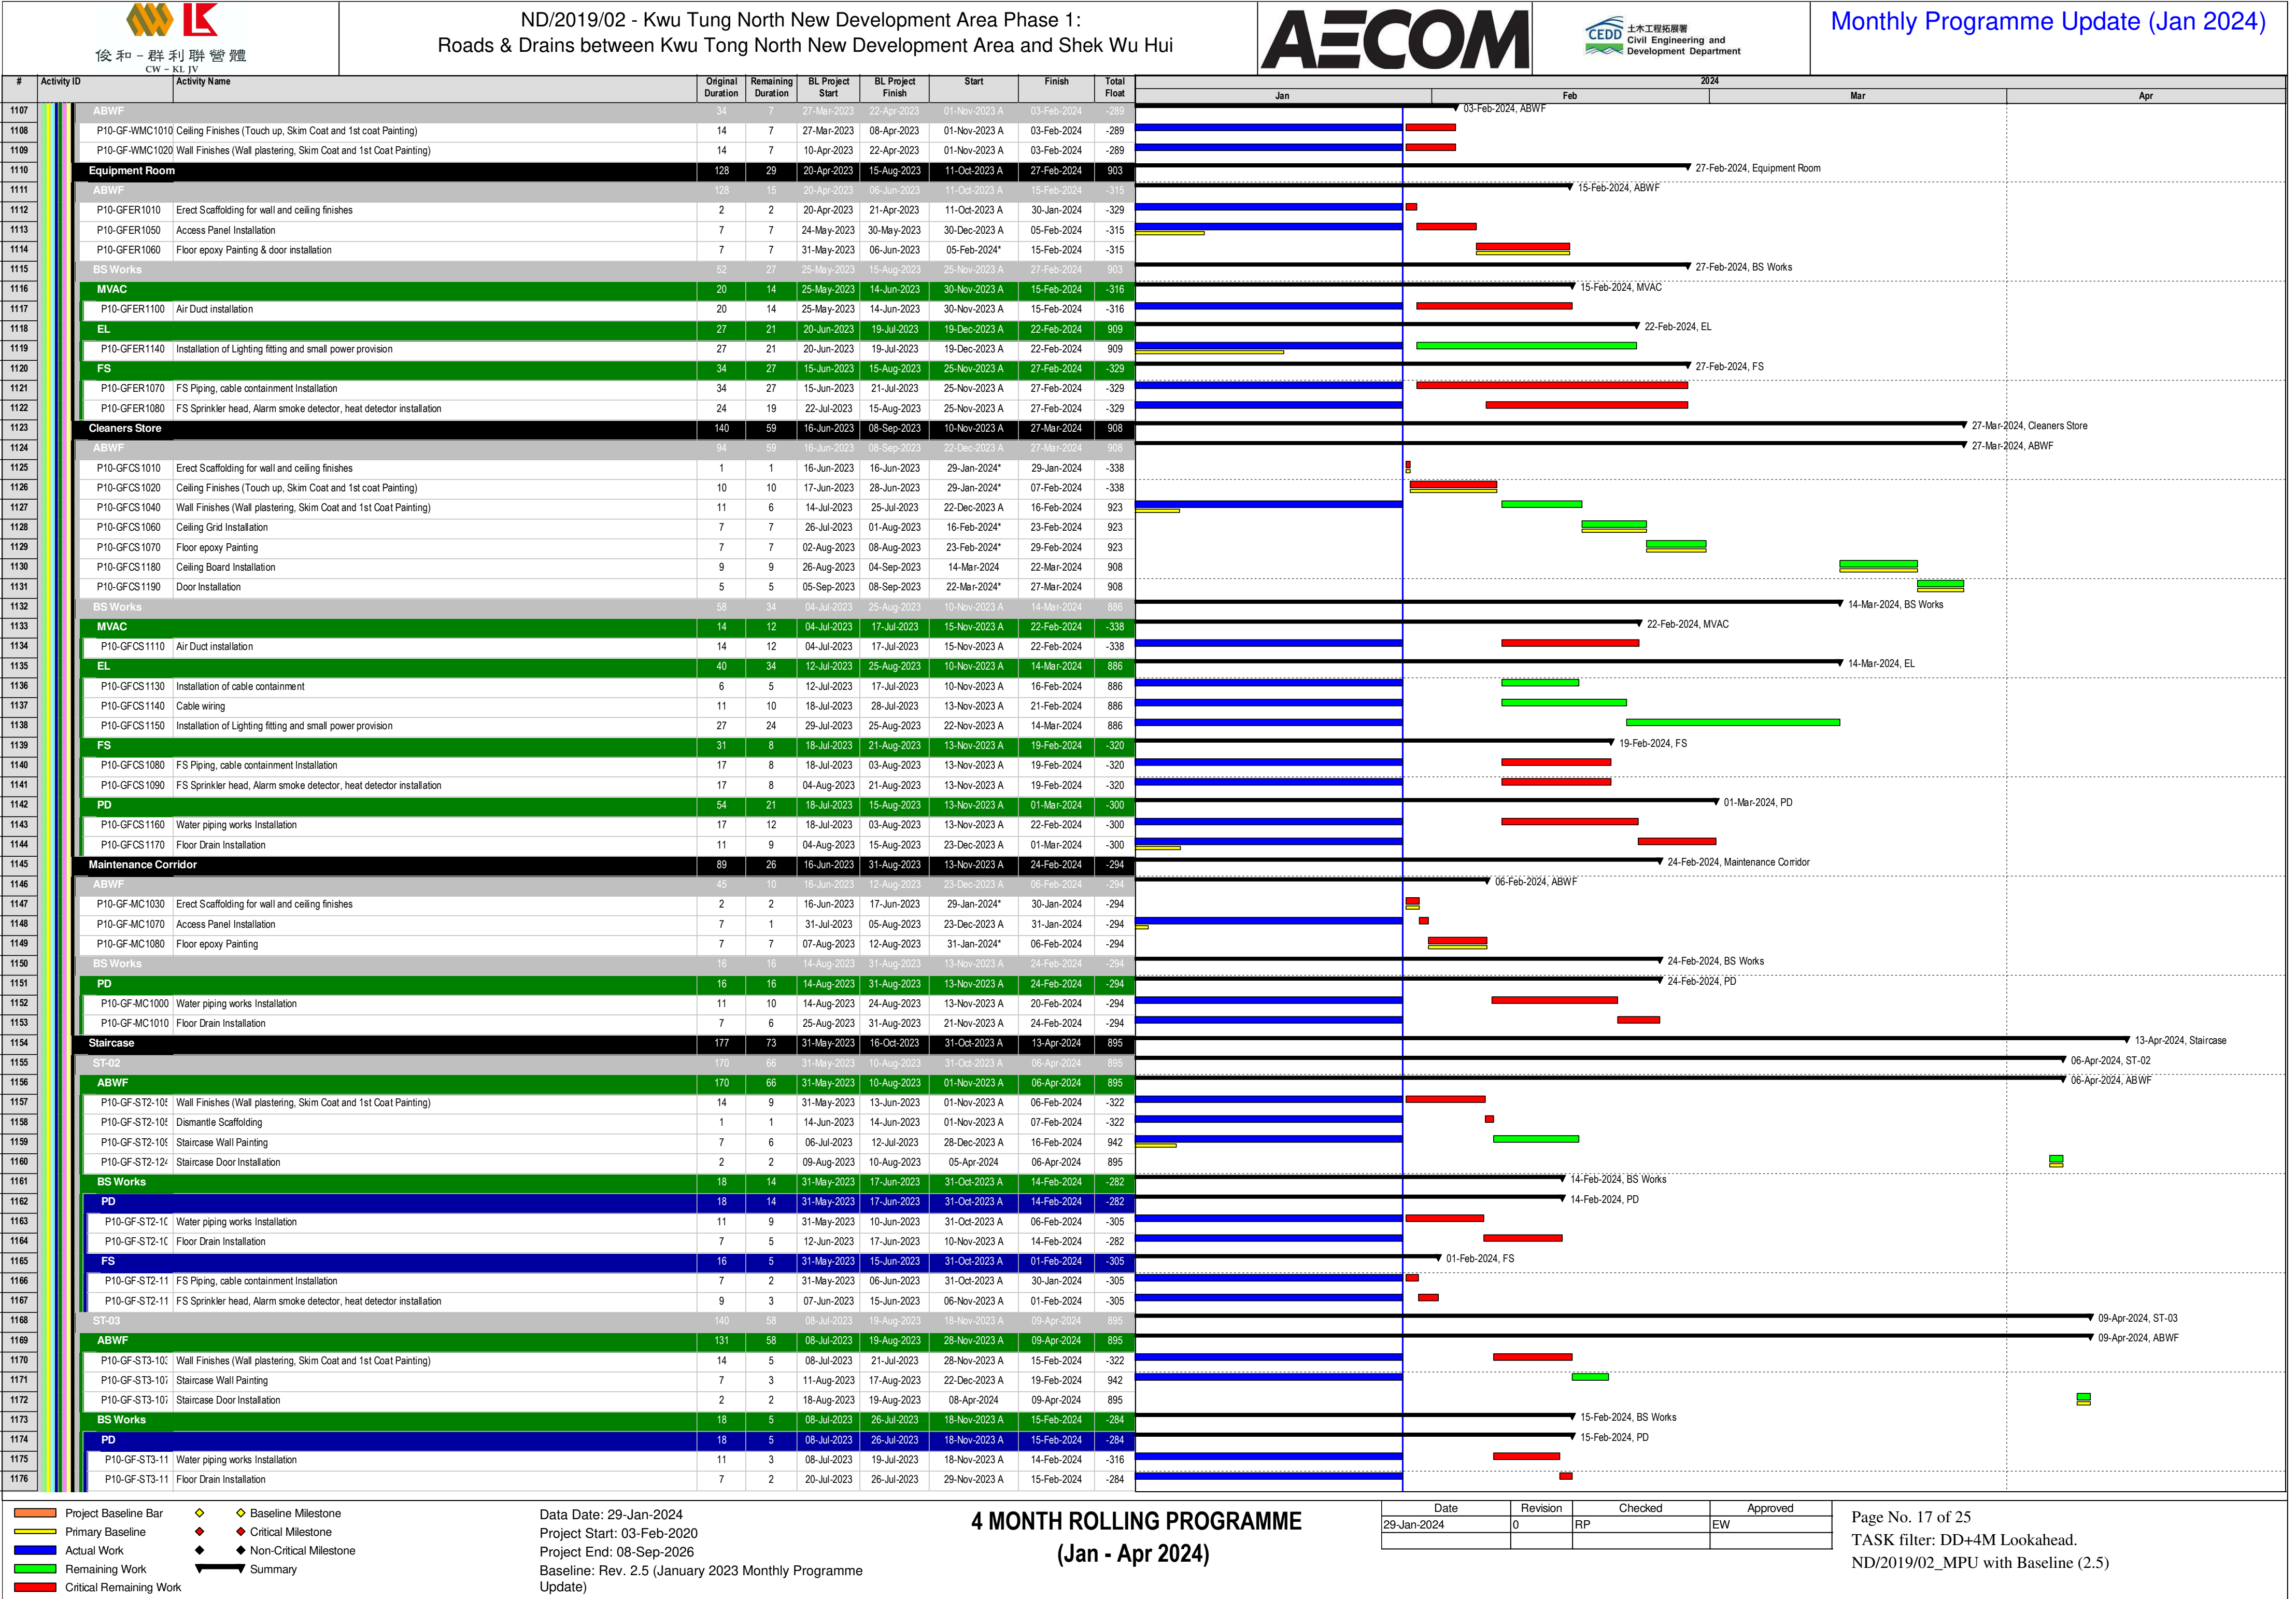 俊和-群利聯營體
CW – KL JV
ND/2019/02 - Kwu Tung North New Development Area Phase 1:
Roads & Drains between Kwu Tong North New Development Area and Shek Wu Hui
AECOM
CEDD
土木工程拓展署
Civil Engineering and
Development Department
Monthly Programme Update (Jan 2024)
# Activity ID Activity Name Original Duration Remaining Duration BL Project Start BL Project Finish Start Finish Total Float 2024
Jan Feb Mar Apr
1107 ABWF 34 7 27-Mar-2023 22-Apr-2023 01-Nov-2023 A 03-Feb-2024 -289 03-Feb-2024, ABWF
1108 P10-GF-WMC1010 Ceiling Finishes (Touch up, Skim Coat and 1st coat Painting) 14 7 27-Mar-2023 08-Apr-2023 01-Nov-2023 A 03-Feb-2024 -289
1109 P10-GF-WMC1020 Wall Finishes (Wall plastering, Skim Coat and 1st Coat Painting) 14 7 10-Apr-2023 22-Apr-2023 01-Nov-2023 A 03-Feb-2024 -289
1110 Equipment Room 128 29 20-Apr-2023 15-Aug-2023 11-Oct-2023 A 27-Feb-2024 903 27-Feb-2024, Equipment Room
1111 ABWF 128 15 20-Apr-2023 06-Jun-2023 11-Oct-2023 A 15-Feb-2024 -315 15-Feb-2024, ABWF
1112 P10-GFER1010 Erect Scaffolding for wall and ceiling finishes 2 2 20-Apr-2023 21-Apr-2023 11-Oct-2023 A 30-Jan-2024 -329
1113 P10-GFER1050 Access Panel Installation 7 7 24-May-2023 30-May-2023 30-Dec-2023 A 05-Feb-2024 -315
1114 P10-GFER1060 Floor epoxy Painting & door installation 7 7 31-May-2023 06-Jun-2023 05-Feb-2024* 15-Feb-2024 -315
1115 BS Works 52 27 25-May-2023 15-Aug-2023 25-Nov-2023 A 27-Feb-2024 903 27-Feb-2024, BS Works
1116 MVAC 20 14 25-May-2023 14-Jun-2023 30-Nov-2023 A 15-Feb-2024 -316 15-Feb-2024, MVAC
1117 P10-GFER1100 Air Duct installation 20 14 25-May-2023 14-Jun-2023 30-Nov-2023 A 15-Feb-2024 -316
1118 EL 27 21 20-Jun-2023 19-Jul-2023 19-Dec-2023 A 22-Feb-2024 909 22-Feb-2024, EL
1119 P10-GFER1140 Installation of Lighting fitting and small power provision 27 21 20-Jun-2023 19-Jul-2023 19-Dec-2023 A 22-Feb-2024 909
1120 FS 34 27 15-Jun-2023 15-Aug-2023 25-Nov-2023 A 27-Feb-2024 -329 27-Feb-2024, FS
1121 P10-GFER1070 FS Piping, cable containment Installation 34 27 15-Jun-2023 21-Jul-2023 25-Nov-2023 A 27-Feb-2024 -329
1122 P10-GFER1080 FS Sprinkler head, Alarm smoke detector, heat detector installation 24 19 22-Jul-2023 15-Aug-2023 25-Nov-2023 A 27-Feb-2024 -329
1123 Cleaners Store 140 59 16-Jun-2023 08-Sep-2023 10-Nov-2023 A 27-Mar-2024 908 27-Mar-2024, Cleaners Store
1124 ABWF 94 59 16-Jun-2023 08-Sep-2023 22-Dec-2023 A 27-Mar-2024 908 27-Mar-2024, ABWF
1125 P10-GFCS1010 Erect Scaffolding for wall and ceiling finishes 1 1 16-Jun-2023 16-Jun-2023 29-Jan-2024* 29-Jan-2024 -338
1126 P10-GFCS1020 Ceiling Finishes (Touch up, Skim Coat and 1st coat Painting) 10 10 17-Jun-2023 28-Jun-2023 29-Jan-2024* 07-Feb-2024 -338
1127 P10-GFCS1040 Wall Finishes (Wall plastering, Skim Coat and 1st Coat Painting) 11 6 14-Jul-2023 25-Jul-2023 22-Dec-2023 A 16-Feb-2024 923
1128 P10-GFCS1060 Ceiling Grid Installation 7 7 26-Jul-2023 01-Aug-2023 16-Feb-2024* 23-Feb-2024 923
1129 P10-GFCS1070 Floor epoxy Painting 7 7 02-Aug-2023 08-Aug-2023 23-Feb-2024* 29-Feb-2024 923
1130 P10-GFCS1180 Ceiling Board Installation 9 9 26-Aug-2023 04-Sep-2023 14-Mar-2024 22-Mar-2024 908
1131 P10-GFCS1190 Door Installation 5 5 05-Sep-2023 08-Sep-2023 22-Mar-2024* 27-Mar-2024 908
1132 BS Works 58 34 04-Jul-2023 25-Aug-2023 10-Nov-2023 A 14-Mar-2024 886 14-Mar-2024, BS Works
1133 MVAC 14 12 04-Jul-2023 17-Jul-2023 15-Nov-2023 A 22-Feb-2024 -338 22-Feb-2024, MVAC
1134 P10-GFCS1110 Air Duct installation 14 12 04-Jul-2023 17-Jul-2023 15-Nov-2023 A 22-Feb-2024 -338
1135 EL 40 34 12-Jul-2023 25-Aug-2023 10-Nov-2023 A 14-Mar-2024 886 14-Mar-2024, EL
1136 P10-GFCS1130 Installation of cable containment 6 5 12-Jul-2023 17-Jul-2023 10-Nov-2023 A 16-Feb-2024 886
1137 P10-GFCS1140 Cable wiring 11 10 18-Jul-2023 28-Jul-2023 13-Nov-2023 A 21-Feb-2024 886
1138 P10-GFCS1150 Installation of Lighting fitting and small power provision 27 24 29-Jul-2023 25-Aug-2023 22-Nov-2023 A 14-Mar-2024 886
1139 FS 31 8 18-Jul-2023 21-Aug-2023 13-Nov-2023 A 19-Feb-2024 -320 19-Feb-2024, FS
1140 P10-GFCS1080 FS Piping, cable containment Installation 17 8 18-Jul-2023 03-Aug-2023 13-Nov-2023 A 19-Feb-2024 -320
1141 P10-GFCS1090 FS Sprinkler head, Alarm smoke detector, heat detector installation 17 8 04-Aug-2023 21-Aug-2023 13-Nov-2023 A 19-Feb-2024 -320
1142 PD 54 21 18-Jul-2023 15-Aug-2023 13-Nov-2023 A 01-Mar-2024 -300 01-Mar-2024, PD
1143 P10-GFCS1160 Water piping works Installation 17 12 18-Jul-2023 03-Aug-2023 13-Nov-2023 A 22-Feb-2024 -300
1144 P10-GFCS1170 Floor Drain Installation 11 9 04-Aug-2023 15-Aug-2023 23-Dec-2023 A 01-Mar-2024 -300
1145 Maintenance Corridor 89 26 16-Jun-2023 31-Aug-2023 13-Nov-2023 A 24-Feb-2024 -294 24-Feb-2024, Maintenance Corridor
1146 ABWF 45 10 16-Jun-2023 12-Aug-2023 23-Dec-2023 A 06-Feb-2024 -294 06-Feb-2024, ABWF
1147 P10-GF-MC1030 Erect Scaffolding for wall and ceiling finishes 2 2 16-Jun-2023 17-Jun-2023 29-Jan-2024* 30-Jan-2024 -294
1148 P10-GF-MC1070 Access Panel Installation 7 1 31-Jul-2023 05-Aug-2023 23-Dec-2023 A 31-Jan-2024 -294
1149 P10-GF-MC1080 Floor epoxy Painting 7 7 07-Aug-2023 12-Aug-2023 31-Jan-2024* 06-Feb-2024 -294
1150 BS Works 16 16 14-Aug-2023 31-Aug-2023 13-Nov-2023 A 24-Feb-2024 -294 24-Feb-2024, BS Works
1151 PD 16 16 14-Aug-2023 31-Aug-2023 13-Nov-2023 A 24-Feb-2024 -294 24-Feb-2024, PD
1152 P10-GF-MC1000 Water piping works Installation 11 10 14-Aug-2023 24-Aug-2023 13-Nov-2023 A 20-Feb-2024 -294
1153 P10-GF-MC1010 Floor Drain Installation 7 6 25-Aug-2023 31-Aug-2023 21-Nov-2023 A 24-Feb-2024 -294
1154 Staircase 177 73 31-May-2023 16-Oct-2023 31-Oct-2023 A 13-Apr-2024 895 13-Apr-2024, Staircase
1155 ST-02 170 66 31-May-2023 10-Aug-2023 31-Oct-2023 A 06-Apr-2024 895 06-Apr-2024, ST-02
1156 ABWF 170 66 31-May-2023 10-Aug-2023 01-Nov-2023 A 06-Apr-2024 895 06-Apr-2024, ABWF
1157 P10-GF-ST2-10 Wall Finishes (Wall plastering, Skim Coat and 1st Coat Painting) 14 9 31-May-2023 13-Jun-2023 01-Nov-2023 A 06-Feb-2024 -322
1158 P10-GF-ST2-10 Dismantle Scaffolding 1 1 14-Jun-2023 14-Jun-2023 01-Nov-2023 A 07-Feb-2024 -322
1159 P10-GF-ST2-10 Staircase Wall Painting 7 6 06-Jul-2023 12-Jul-2023 28-Dec-2023 A 16-Feb-2024 942
1160 P10-GF-ST2-12 Staircase Door Installation 2 2 09-Aug-2023 10-Aug-2023 05-Apr-2024 06-Apr-2024 895
1161 BS Works 18 14 31-May-2023 17-Jun-2023 31-Oct-2023 A 14-Feb-2024 -282 14-Feb-2024, BS Works
1162 PD 18 14 31-May-2023 17-Jun-2023 31-Oct-2023 A 14-Feb-2024 -282 14-Feb-2024, PD
1163 P10-GF-ST2-1 Water piping works Installation 11 9 31-May-2023 10-Jun-2023 31-Oct-2023 A 06-Feb-2024 -305
1164 P10-GF-ST2-1 Floor Drain Installation 7 5 12-Jun-2023 17-Jun-2023 10-Nov-2023 A 14-Feb-2024 -282
1165 FS 16 5 31-May-2023 15-Jun-2023 31-Oct-2023 A 01-Feb-2024 -305 01-Feb-2024, FS
1166 P10-GF-ST2-11 FS Piping, cable containment Installation 7 2 31-May-2023 06-Jun-2023 31-Oct-2023 A 30-Jan-2024 -305
1167 P10-GF-ST2-11 FS Sprinkler head, Alarm smoke detector, heat detector installation 9 3 07-Jun-2023 15-Jun-2023 06-Nov-2023 A 01-Feb-2024 -305
1168 ST-03 140 58 08-Jul-2023 19-Aug-2023 18-Nov-2023 A 09-Apr-2024 895 09-Apr-2024, ST-03
1169 ABWF 131 58 08-Jul-2023 19-Aug-2023 28-Nov-2023 A 09-Apr-2024 895 09-Apr-2024, ABWF
1170 P10-GF-ST3-10 Wall Finishes (Wall plastering, Skim Coat and 1st Coat Painting) 14 5 08-Jul-2023 21-Jul-2023 28-Nov-2023 A 15-Feb-2024 -322
1171 P10-GF-ST3-10 Staircase Wall Painting 7 3 11-Aug-2023 17-Aug-2023 22-Dec-2023 A 19-Feb-2024 942
1172 P10-GF-ST3-10 Staircase Door Installation 2 2 18-Aug-2023 19-Aug-2023 08-Apr-2024 09-Apr-2024 895
1173 BS Works 18 5 08-Jul-2023 26-Jul-2023 18-Nov-2023 A 15-Feb-2024 -284 15-Feb-2024, BS Works
1174 PD 18 5 08-Jul-2023 26-Jul-2023 18-Nov-2023 A 15-Feb-2024 -284 15-Feb-2024, PD
1175 P10-GF-ST3-11 Water piping works Installation 11 3 08-Jul-2023 19-Jul-2023 18-Nov-2023 A 14-Feb-2024 -316
1176 P10-GF-ST3-11 Floor Drain Installation 7 2 20-Jul-2023 26-Jul-2023 29-Nov-2023 A 15-Feb-2024 -284
Project Baseline Bar
Primary Baseline
Actual Work
Remaining Work
Critical Remaining Work
Baseline Milestone
Critical Milestone
Non-Critical Milestone
Summary
Data Date: 29-Jan-2024
Project Start: 03-Feb-2020
Project End: 08-Sep-2026
Baseline: Rev. 2.5 (January 2023 Monthly Programme
Update)
4 MONTH ROLLING PROGRAMME
(Jan - Apr 2024)
Date Revision Checked Approved
29-Jan-2024 0 RP EW
Page No. 17 of 25
TASK filter: DD+4M Lookahead.
ND/2019/02_MPU with Baseline (2.5)